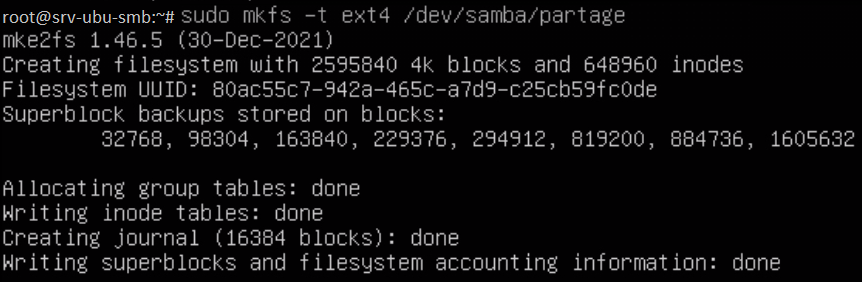 root@srv-ubu-smb:~# sudo mkfs -t ext4 /dev/samba/partage
mke2fs 1.46.5 (30-Dec-2021)
Creating filesystem with 2595840 4k blocks and 648960 inodes
Filesystem UUID: 80ac55c7-942a-465c-a7d9-c25cb59fc0de
Superblock backups stored on blocks:
32768, 98304, 163840, 229376, 294912, 819200, 884736, 1605632
Allocating group tables: done
Writing inode tables: done
Creating journal (16384 blocks): done
Writing superblocks and filesystem accounting information: done